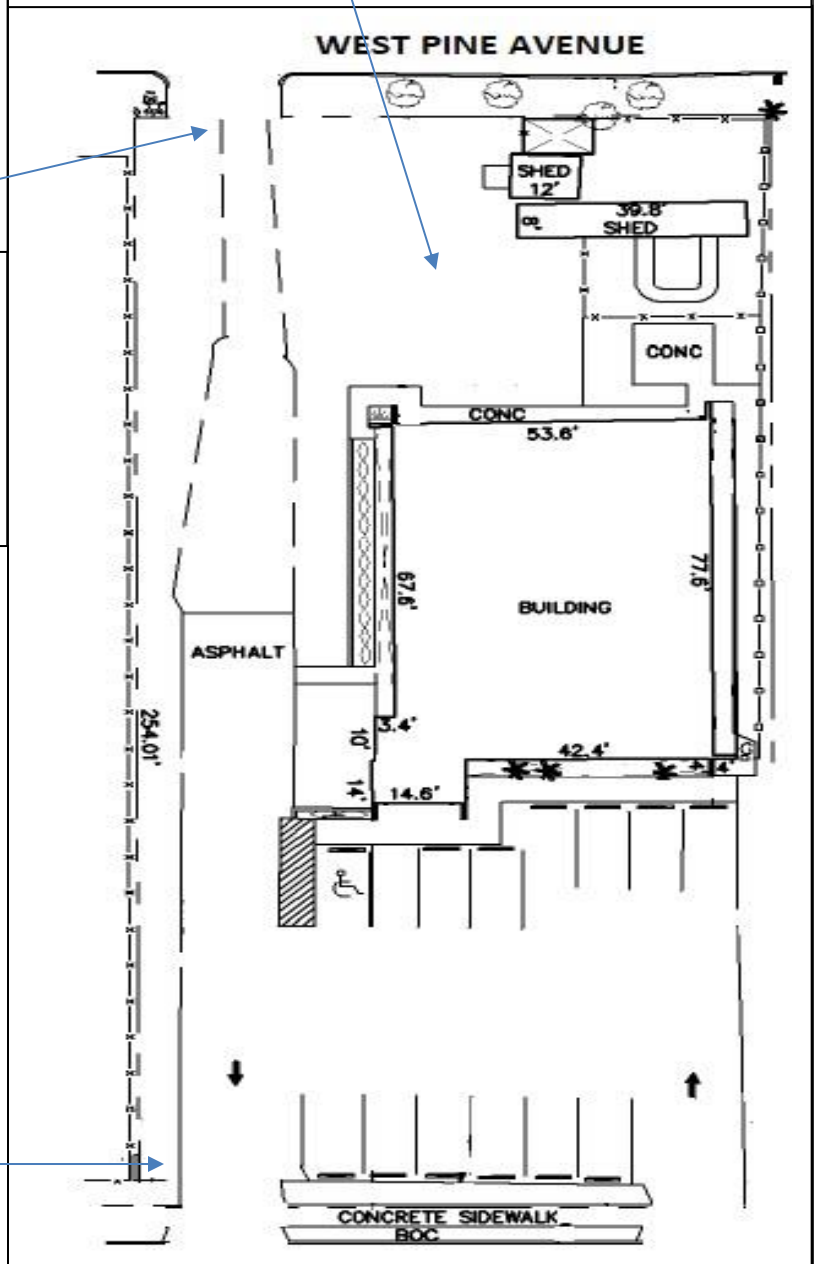 WEST PINE AVENUE
SHED
12'
39.8'
8'
SHED
CONC
CONC
53.6'
67.6'
77.6'
BUILDING
ASPHALT
254.01'
3.4'
10'
42.4'
4'
14'
14.6'
CONCRETE SIDEWALK
BOC